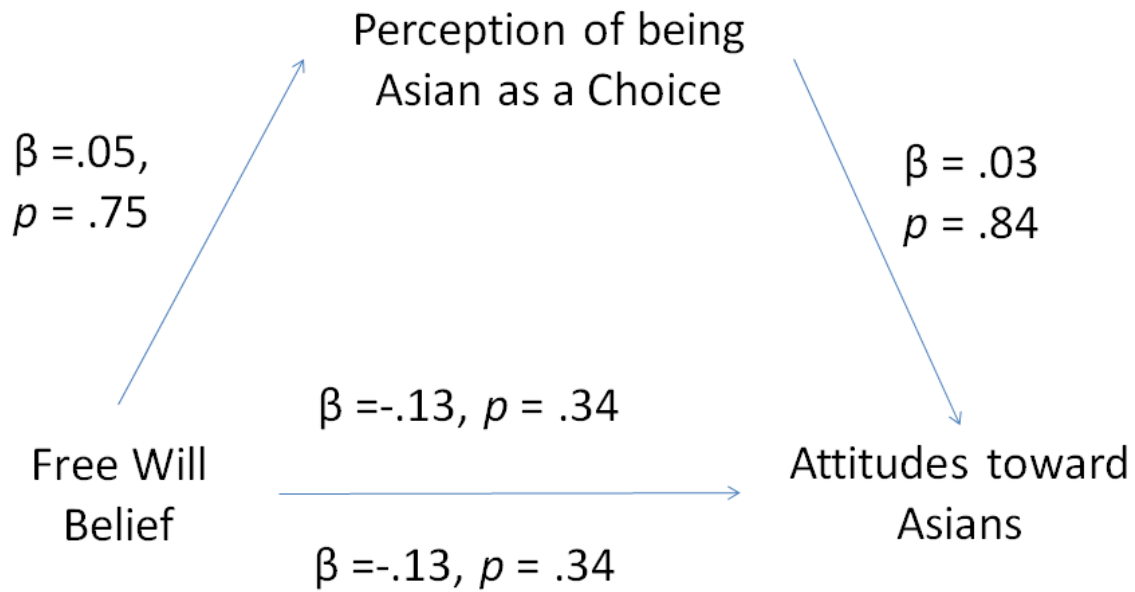 Perception of being
Asian as a Choice
β =.05,
p = .75
β = .03
p = .84
β =-.13, p = .34
Free Will
Belief
Attitudes toward
Asians
β =-.13, p = .34